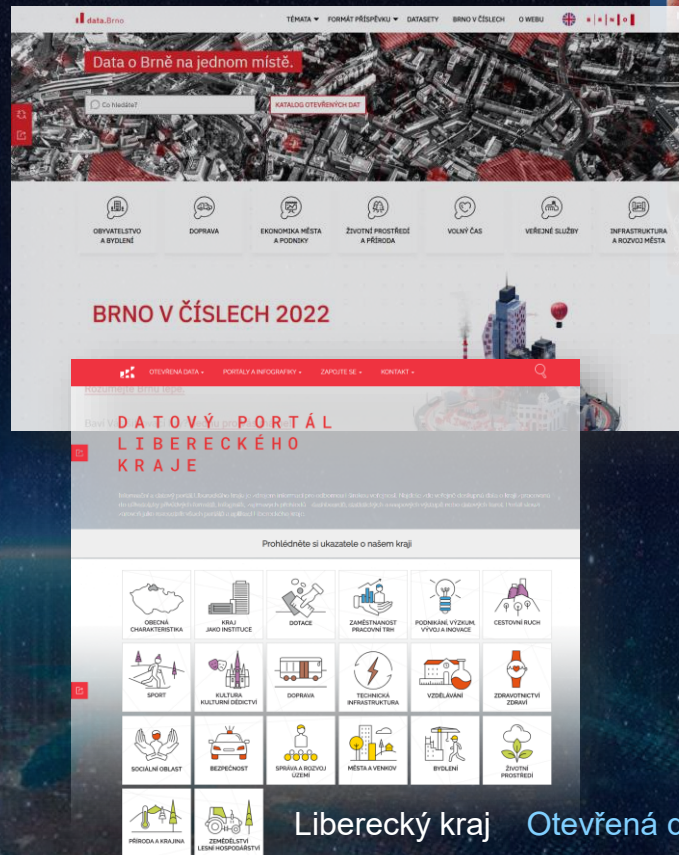 data.Brno
TÉMATA
FORMÁT PŘÍSPĚVKU
DATASETY
BRNO V ČÍSLECH
O WEBU
B R N O
Data o Brně na jednom místě.
Co hledáte?
KATALOG OTEVŘENÝCH DAT
OBYVATELSTVO
A BYDLENÍ
DOPRAVA
EKONOMIKA MĚSTA
A PODNIKY
ŽIVOTNÍ PROSTŘEDÍ
A PŘÍRODA
VOLNÝ ČAS
VEŘEJNÉ SLUŽBY
INFRASTRUKTURA
A ROZVOJ MĚSTA
BRNO V ČÍSLECH 2022
OTEVŘENÁ DATA
PORTÁLY A INFOGRAFIKY
ZAPOJTE SE
KONTAKT
Rozumějte Brnu lépe.
DATOVÝ PORTÁL
LIBERECKÉHO
KRAJE
Prohlédněte si ukazatele o našem kraji
OBECNÁ
CHARAKTERISTIKA
KRAJ
JAKO INSTITUCE
DOTACE
ZAMĚSTNANOST
PRACOVNÍ TRH
PODNIKÁNÍ, VÝZKUM,
VÝVOJ A INOVACE
CESTOVNÍ RUCH
SPORT
KULTURA
KULTURNÍ DĚDICTVÍ
DOPRAVA
TECHNICKÁ
INFRASTRUKTURA
VZDĚLÁVÁNÍ
ZDRAVOTNICTVÍ
ZDRAVÍ
SOCIÁLNÍ OBLAST
BEZPEČNOST
SPRÁVA A ROZVOJ
ÚZEMÍ
MĚSTA A VENKOV
BYDLENÍ
ŽIVOTNÍ
PROSTŘEDÍ
PŘÍRODA A KRAJINA
ZEMĚDĚLSTVÍ
LESNÍ HOSPODÁŘSTVÍ
Liberecký kraj Otevřená